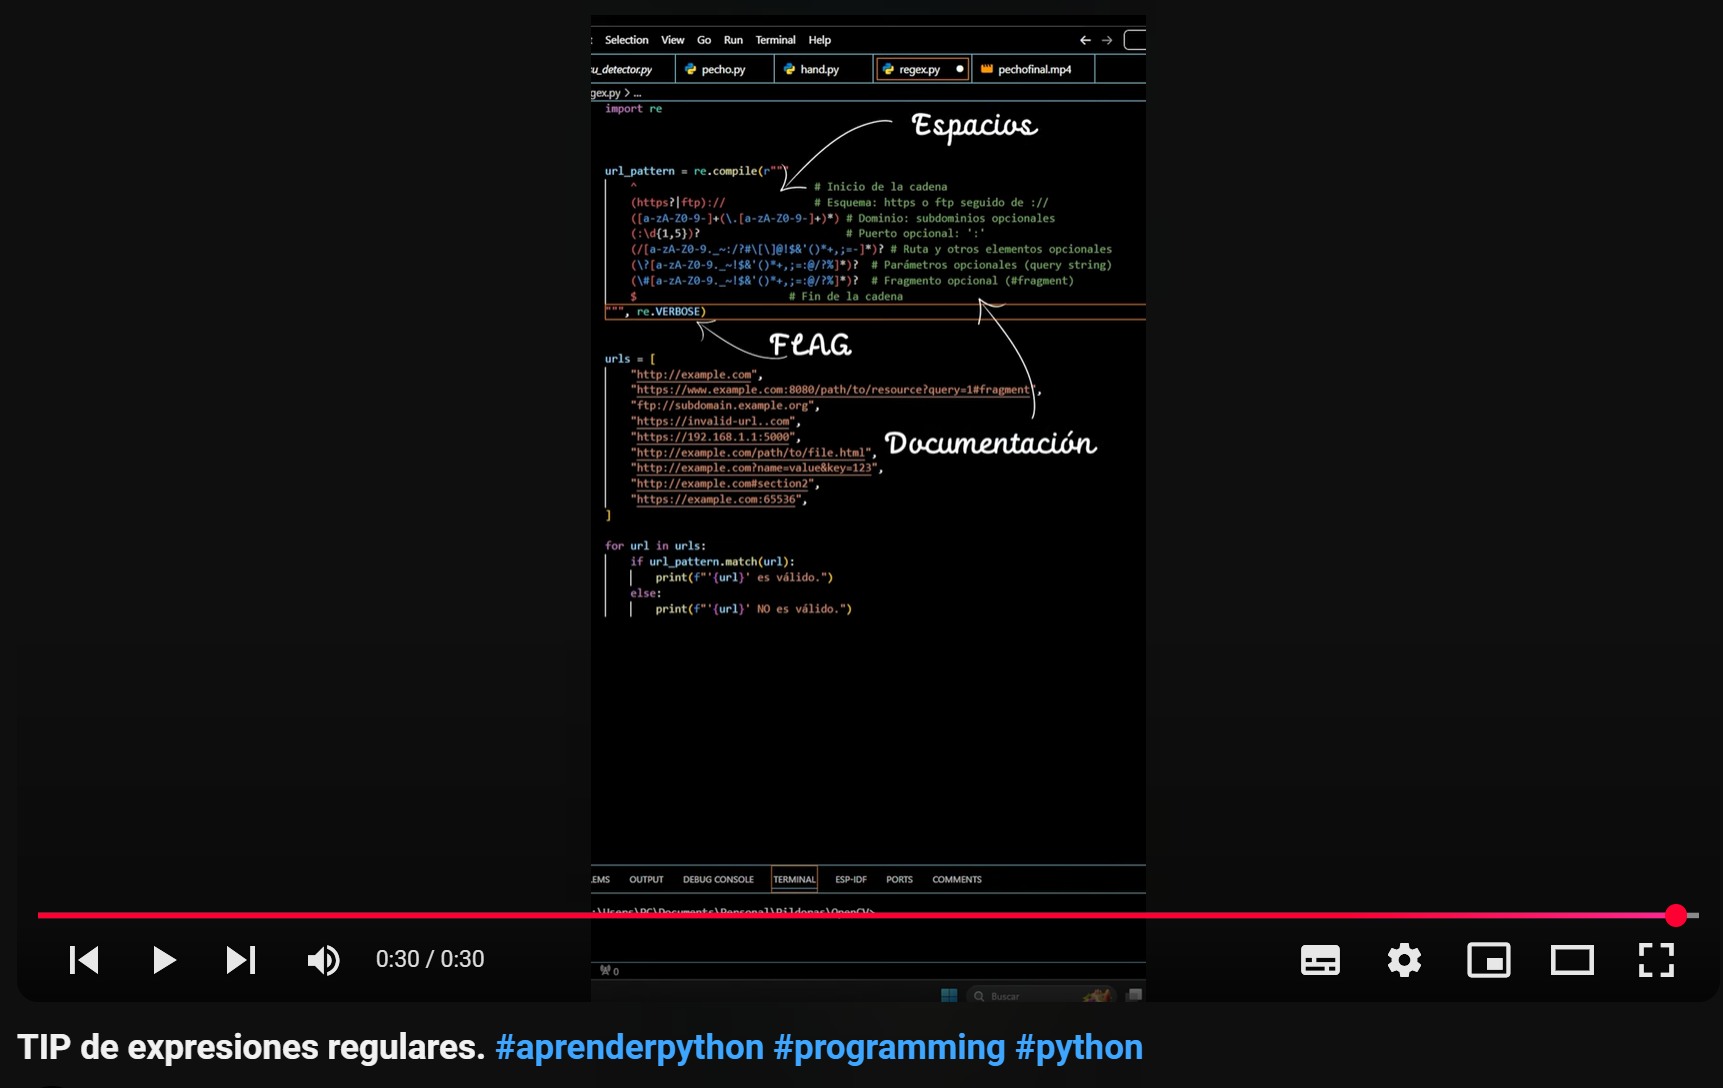 Selection View Go Run Terminal Help
u_detector.py pecho.py hand.py regex.py pechofinal.mp4
gex.py > ...
import re
Espacios
url_pattern = re.compile(r"""
^ # Inicio de la cadena
(https?|ftp):// # Esquema: https o ftp seguido de ://
([a-zA-Z0-9-]+(\.[a-zA-Z0-9-]+)*) # Dominio: subdominios opcionales
(:\d{1,5})? # Puerto opcional: ':'
(/[a-zA-Z0-9._~:/?#\[\]@!$&'()*+,;=-]*)? # Ruta y otros elementos opcionales
(\?[a-zA-Z0-9._~!$&'()*+,;=:@/?%]*)? # Parámetros opcionales (query string)
(\#[a-zA-Z0-9._~!$&'()*+,;=:@/?%]*)? # Fragmento opcional (#fragment)
$ # Fin de la cadena
""", re.VERBOSE)
FLAG
urls = [
"http://example.com",
"https://www.example.com:8080/path/to/resource?query=1#fragment",
"ftp://subdomain.example.org",
"https://invalid-url..com",
"https://192.168.1.1:5000",
"http://example.com/path/to/file.html",
Documentación
"http://example.com?name=value&key=123",
"http://example.com#section2",
"https://example.com:65536",
]
for url in urls:
if url_pattern.match(url):
print(f"'{url}' es válido.")
else:
print(f"'{url}' NO es válido.")
LEMS OUTPUT DEBUG CONSOLE TERMINAL ESP-IDF PORTS COMMENTS
:\Users\PC\Documents\Personal\Pildoras\OpenCV>
0:30 / 0:30
0
Buscar
TIP de expresiones regulares. #aprenderpython #programming #python